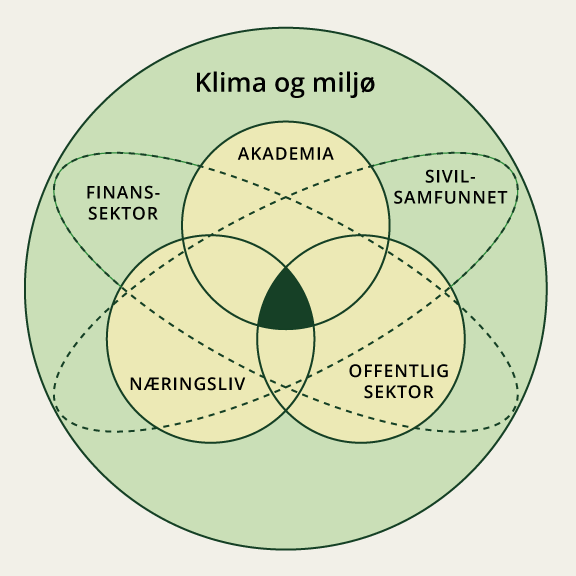 Klima og miljø
AKADEMIA
FINANS-
SEKTOR
SIVIL-
SAMFUNNET
NÆRINGSLIV
OFFENTLIG
SEKTOR